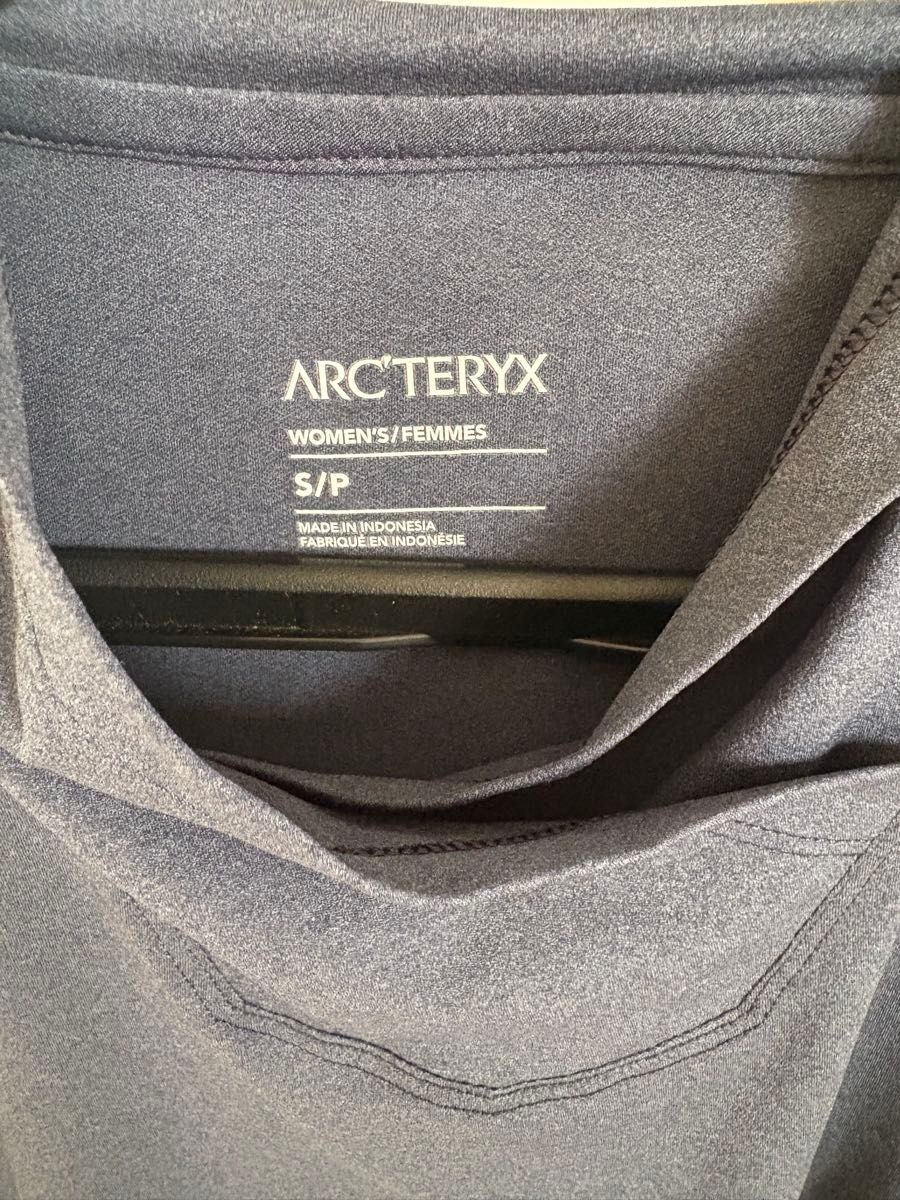 ARC'TERYX
WOMEN'S/FEMMES
S/P
MADE IN INDONESIA
FABRIQUÉ EN INDONÉSIE